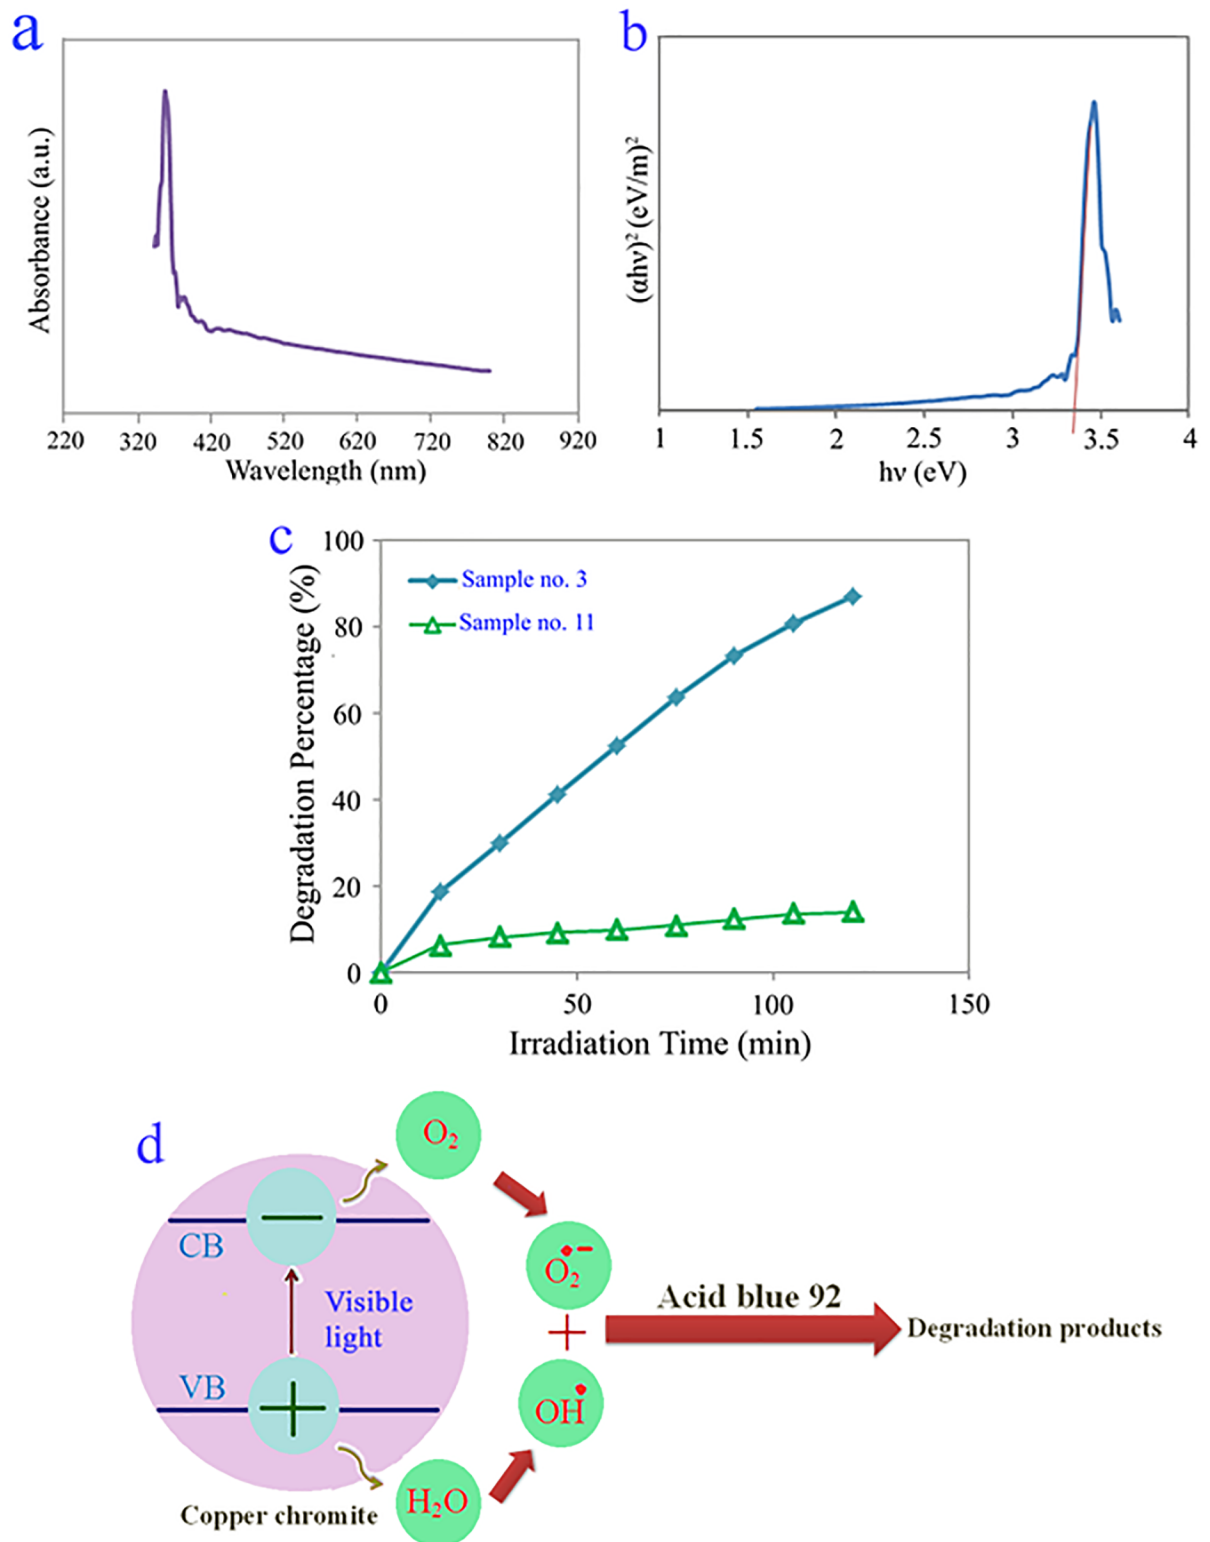 a
Absorbance (a.u.)
220 320 420 520 620 720 820 920
Wavelength (nm)
b
(αhν)² (eV/m)²
1 1.5 2 2.5 3 3.5 4
hν (eV)
c
Degradation Percentage (%)
100
80
60
40
20
0
Sample no. 3
Sample no. 11
0 50 100 150
Irradiation Time (min)
d
O₂
−
CB
O₂•−
Visible
light
+
Acid blue 92
Degradation products
VB
+
OH•
H₂O
Copper chromite